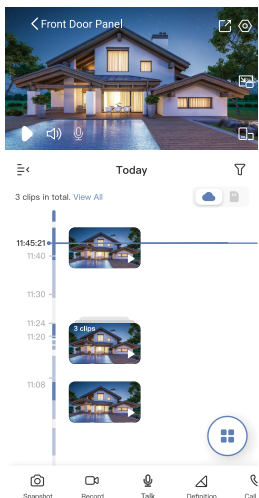 Front Door Panel
Today
3 clips in total. View All
11:45:21
11:40
11:30
11:24
3 clips
11:20
11:08
Snapshot
Record
Talk
Definition
Call